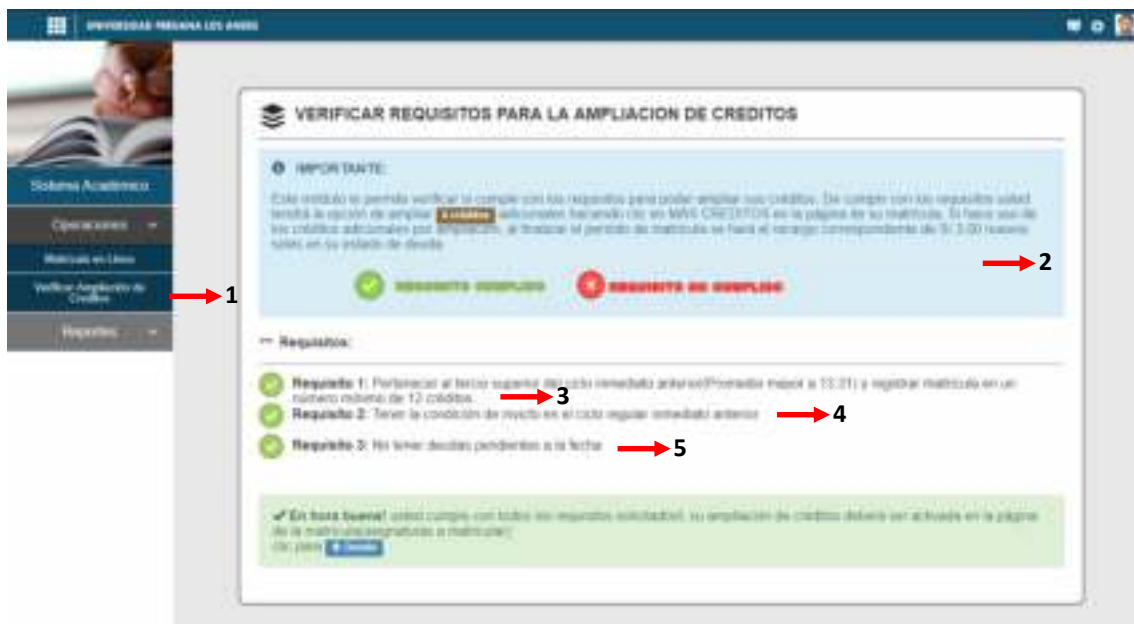 UNIVERSIDAD PERUANA LOS ANDES
VERIFICAR REQUISITOS PARA LA AMPLIACION DE CREDITOS
IMPORTANTE:
Este módulo le permite verificar si cumple con los requisitos para poder ampliar sus créditos. De cumplir con los requisitos usted
tendrá la opción de ampliar créditos adicionales haciendo clic en MÁS CREDITOS en la página de su matrícula. Si hace uso de
los créditos adicionales por ampliación, al finalizar el periodo de matrícula se hará el recargo correspondiente de S/ nuevos
soles en su estado de deuda.
2
REQUISITO CUMPLIDO
REQUISITO NO CUMPLIDO
Sistema Académico
Operaciones
Matrícula en Línea
Verificar Ampliación de
Creditos
1
Reportes
Requisitos:
Requisito 1: Pertenecer al tercio superior del ciclo inmediato anterior(Promedio mayor a y registrar matrícula en un
número mínimo de 12 créditos.
3
Requisito 2: Tener la condición de invicto en el ciclo regular inmediato anterior
4
Requisito 3: No tener deudas pendientes a la fecha
5
En hora buena! usted cumple con todos los requisitos solicitados, su ampliación de créditos deberá ser activada en la página
de la matrícula(asignaturas a matricular)
clic para